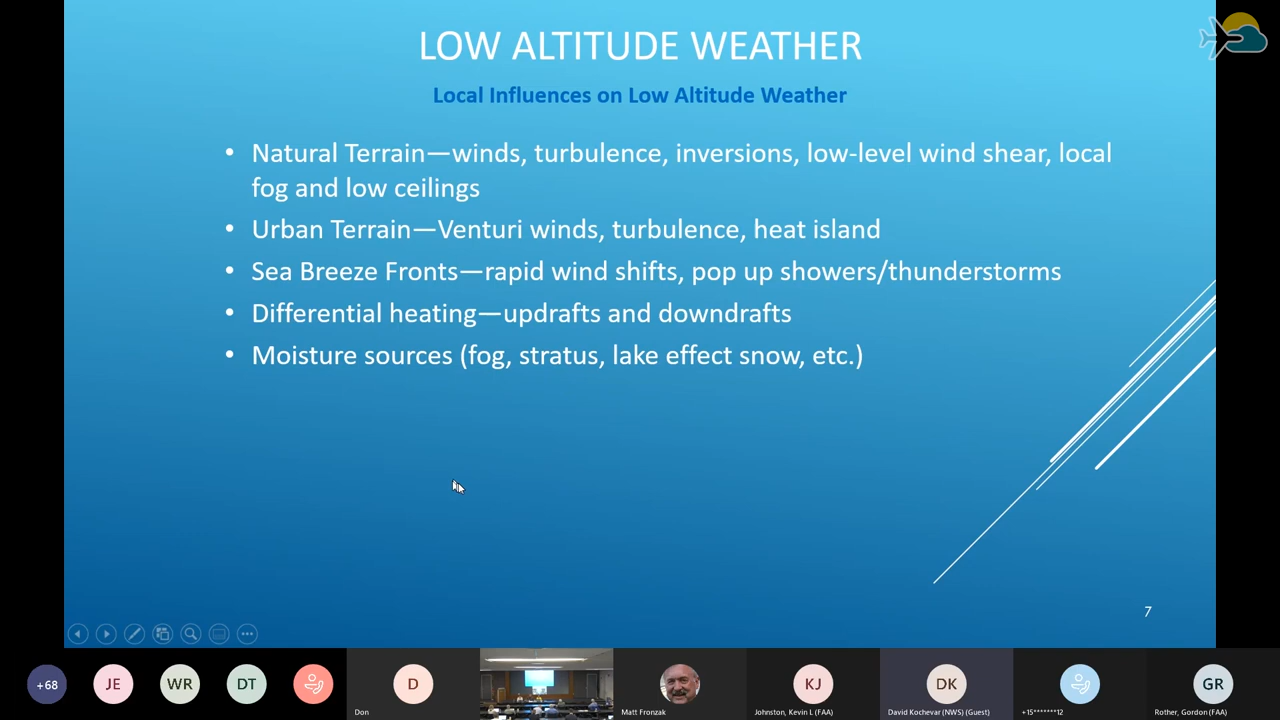 LOW ALTITUDE WEATHER
Local Influences on Low Altitude Weather
• Natural Terrain—winds, turbulence, inversions, low-level wind shear, local
fog and low ceilings
• Urban Terrain—Venturi winds, turbulence, heat island
• Sea Breeze Fronts—rapid wind shifts, pop up showers/thunderstorms
• Differential heating—updrafts and downdrafts
• Moisture sources (fog, stratus, lake effect snow, etc.)
7
+68
JE
WR
DT
D
KJ
DK
GR
Don
Matt Fronzak
Johnston, Kevin L (FAA)
David Kochevar (NWS) (Guest)
+15*******12
Rother, Gordon (FAA)